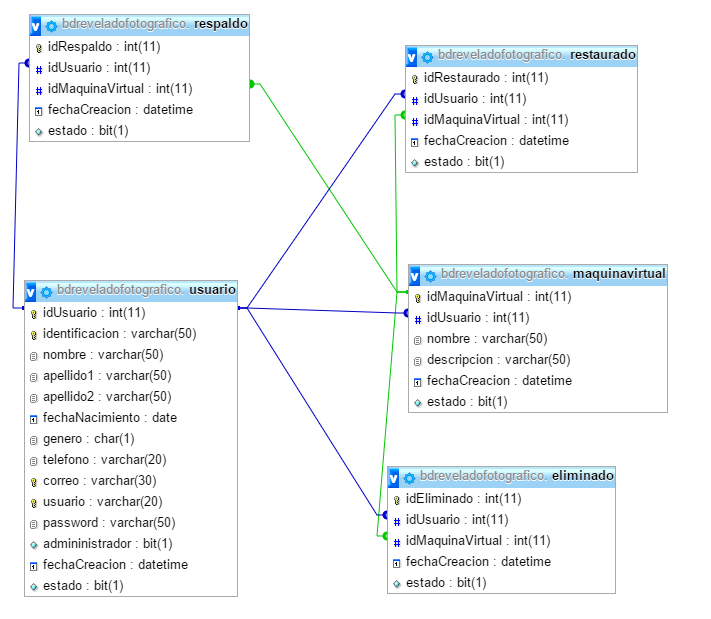 v bdreveladofotografico. respaldo
idRespaldo : int(11)
idUsuario : int(11)
idMaquinaVirtual : int(11)
fechaCreacion : datetime
estado : bit(1)
v bdreveladofotografico. restaurado
idRestaurado : int(11)
idUsuario : int(11)
idMaquinaVirtual : int(11)
fechaCreacion : datetime
estado : bit(1)
v bdreveladofotografico. usuario
idUsuario : int(11)
identificacion : varchar(50)
nombre : varchar(50)
apellido1 : varchar(50)
apellido2 : varchar(50)
fechaNacimiento : date
genero : char(1)
telefono : varchar(20)
correo : varchar(30)
usuario : varchar(20)
password : varchar(50)
admininistrador : bit(1)
fechaCreacion : datetime
estado : bit(1)
v bdreveladofotografico. maquinavirtual
idMaquinaVirtual : int(11)
idUsuario : int(11)
nombre : varchar(50)
descripcion : varchar(50)
fechaCreacion : datetime
estado : bit(1)
v bdreveladofotografico. eliminado
idEliminado : int(11)
idUsuario : int(11)
idMaquinaVirtual : int(11)
fechaCreacion : datetime
estado : bit(1)